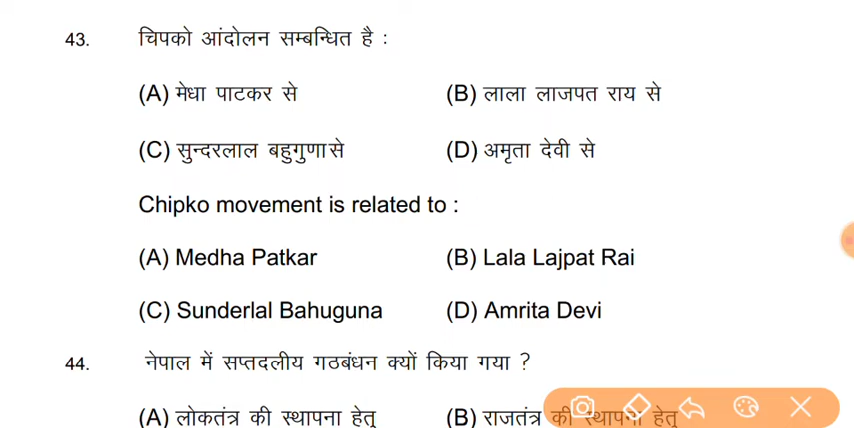 43. चिपको आंदोलन सम्बन्धित है :
(A) मेधा पाटकर से (B) लाला लाजपत राय से
(C) सुन्दरलाल बहुगुणा से (D) अमृता देवी से
Chipko movement is related to :
(A) Medha Patkar (B) Lala Lajpat Rai
(C) Sunderlal Bahuguna (D) Amrita Devi
44. नेपाल में सप्तदलीय गठबंधन क्यों किया गया ?
(A) लोकतंत्र की स्थापना हेतु (B) राजतंत्र की स्थापना हेतु